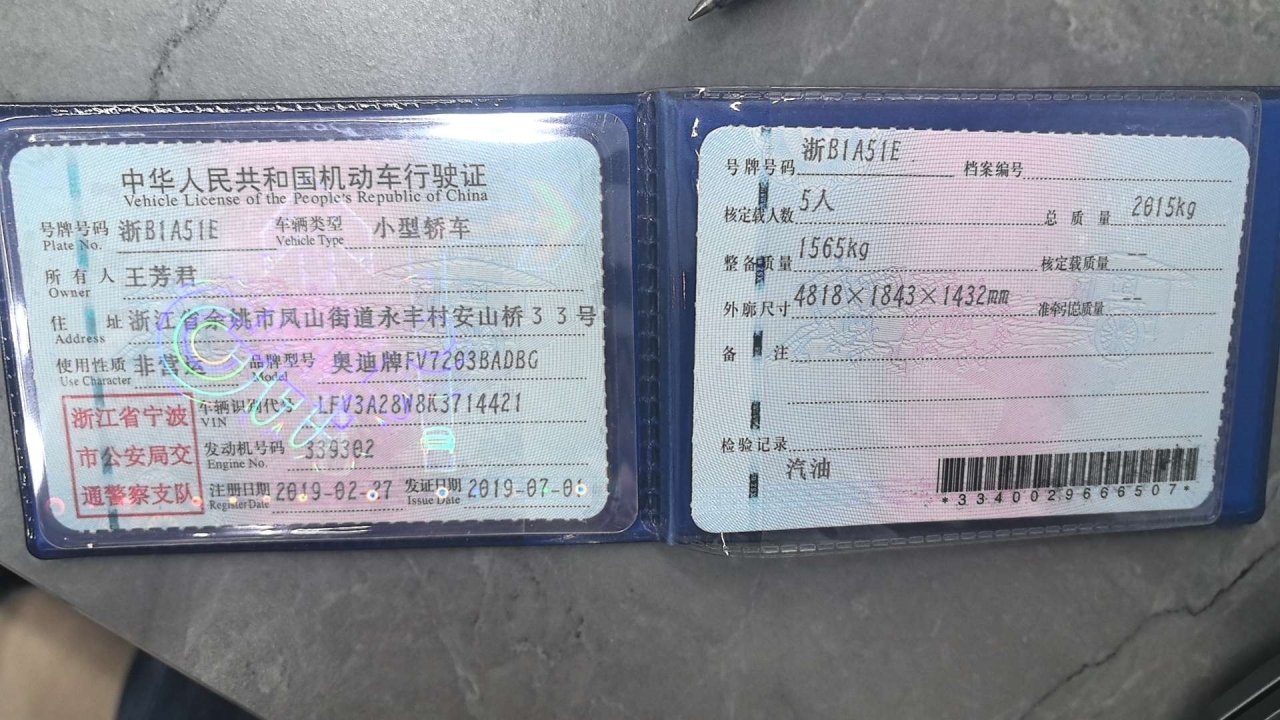 中华人民共和国机动车行驶证
Vehicle License of the People's Republic of China
号牌号码 浙B1A51E 车辆类型 小型轿车
Plate No. Vehicle Type
所有人 王芳君
Owner
住址 浙江省余姚市凤山街道永丰村安山桥33号
Address
使用性质 非营运 品牌型号 奥迪牌FV7203BADBG
Use Character Model
浙江省宁波
市公安局交
通警察支队
车辆识别代号 LFV3A28W8K3714421
VIN
发动机号码 339302
Engine No.
注册日期 2019-02-27 发证日期 2019-07-01
Register Date Issue Date
号牌号码 浙B1A51E 档案编号
核定载人数 5人 总质量 2015kg
整备质量 1565kg 核定载质量 --
外廓尺寸 4818×1843×1432mm 准牵引总质量 --
备注
检验记录
汽油
*3340029666507*